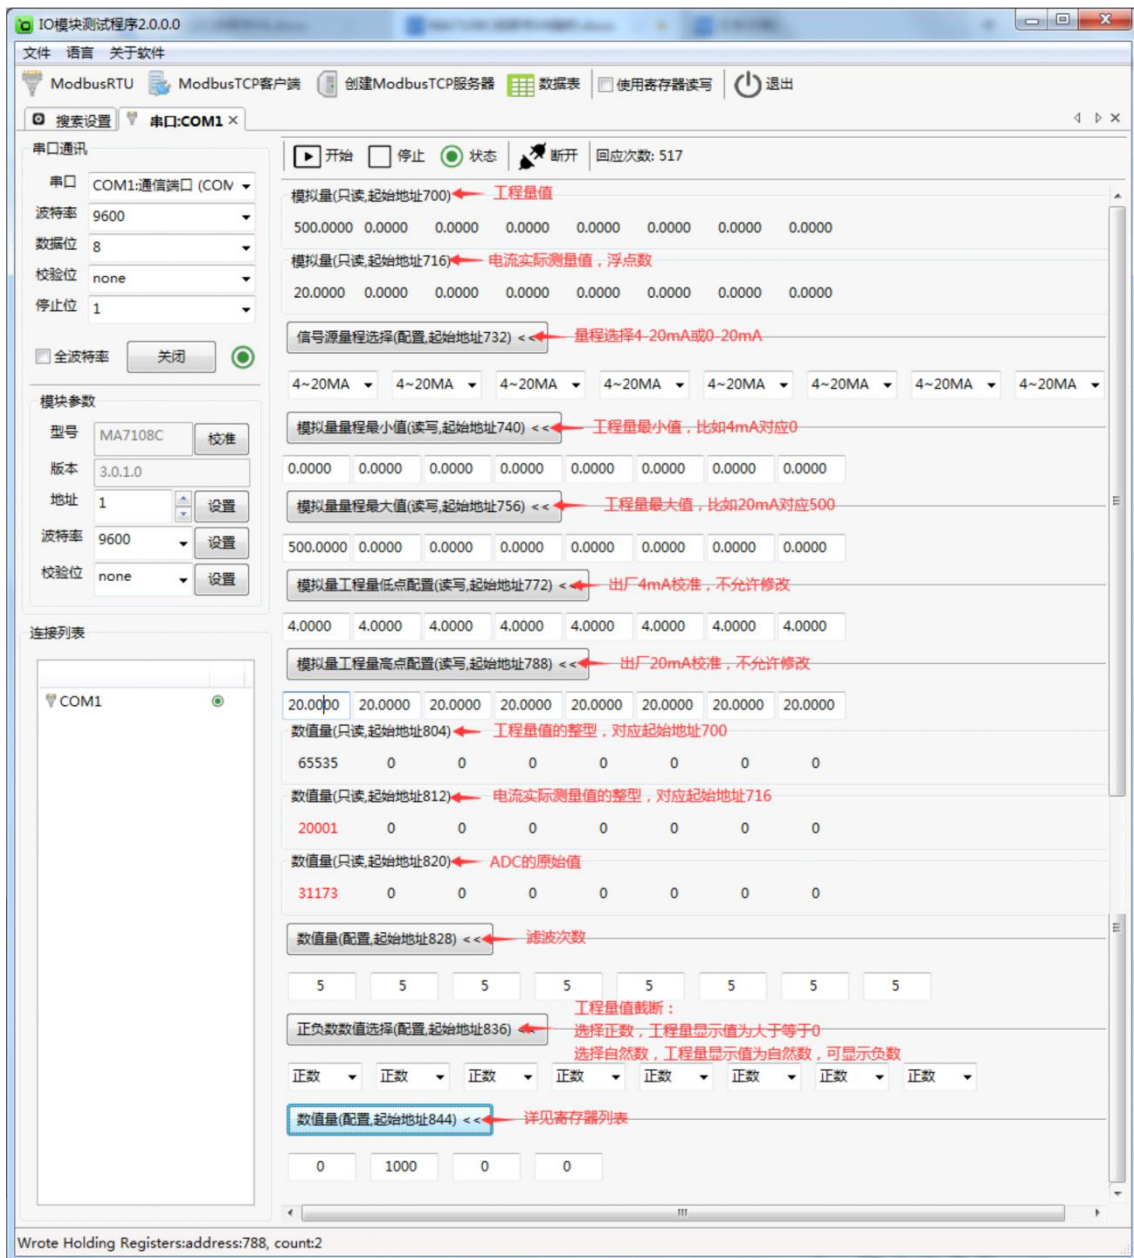 IO模块测试程序2.0.0.0
文件 语言 关于软件
ModbusRTU ModbusTCP客户端 创建ModbusTCP服务器 数据表 使用寄存器读写 退出
搜索设置 串口:COM1 ×
串口通讯
串口 COM1:通信端口 (COM
波特率 9600
数据位 8
校验位 none
停止位 1
全波特率 关闭
模块参数
型号 MA7108C 校准
版本 3.0.1.0
地址 1 设置
波特率 9600 设置
校验位 none 设置
连接列表
COM1
开始 停止 状态 断开 回应次数: 517
模拟量(只读,起始地址700) 工程量值
500.0000 0.0000 0.0000 0.0000 0.0000 0.0000 0.0000 0.0000
模拟量(只读,起始地址716) 电流实际测量值，浮点数
20.0000 0.0000 0.0000 0.0000 0.0000 0.0000 0.0000 0.0000
信号源量程选择(配置,起始地址732) << 量程选择4-20mA或0-20mA
4~20MA 4~20MA 4~20MA 4~20MA 4~20MA 4~20MA 4~20MA 4~20MA
模拟量量程最小值(读写,起始地址740) << 工程量最小值，比如4mA对应0
0.0000 0.0000 0.0000 0.0000 0.0000 0.0000 0.0000 0.0000
模拟量量程最大值(读写,起始地址756) << 工程量最大值，比如20mA对应500
500.0000 0.0000 0.0000 0.0000 0.0000 0.0000 0.0000 0.0000
模拟量工程量低点配置(读写,起始地址772) << 出厂4mA校准，不允许修改
4.0000 4.0000 4.0000 4.0000 4.0000 4.0000 4.0000 4.0000
模拟量工程量高点配置(读写,起始地址788) << 出厂20mA校准，不允许修改
20.0000 20.0000 20.0000 20.0000 20.0000 20.0000 20.0000 20.0000
数值量(只读,起始地址804) 工程量值的整型，对应起始地址700
65535 0 0 0 0 0 0 0
数值量(只读,起始地址812) 电流实际测量值的整型，对应起始地址716
20001 0 0 0 0 0 0 0
数值量(只读,起始地址820) ADC的原始值
31173 0 0 0 0 0 0 0
数值量(配置,起始地址828) << 滤波次数
5 5 5 5 5 5 5 5
工程量值截断：
正负数数值选择(配置,起始地址836) << 选择正数，工程量显示值为大于等于0
选择自然数，工程量显示值为自然数，可显示负数
正数 正数 正数 正数 正数 正数 正数 正数
数值量(配置,起始地址844) << 详见寄存器列表
0 1000 0 0
Wrote Holding Registers:address:788, count:2